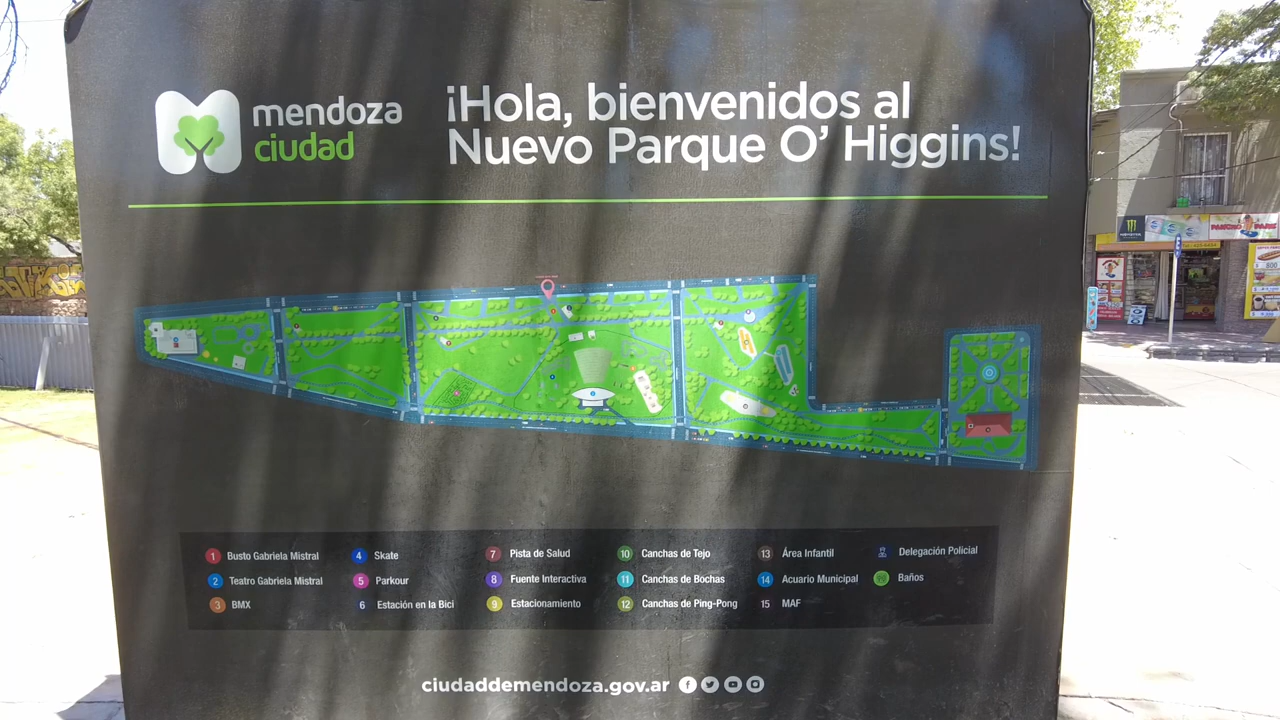 mendoza
ciudad
¡Hola, bienvenidos al
Nuevo Parque O' Higgins!
1 Busto Gabriela Mistral
2 Teatro Gabriela Mistral
3 BMX
4 Skate
5 Parkour
6 Estación en la Bici
7 Pista de Salud
8 Fuente Interactiva
9 Estacionamiento
10 Canchas de Tejo
11 Canchas de Bochas
12 Canchas de Ping-Pong
13 Área Infantil
14 Acuario Municipal
15 MAF
Delegación Policial
Baños
ciudaddemendoza.gov.ar